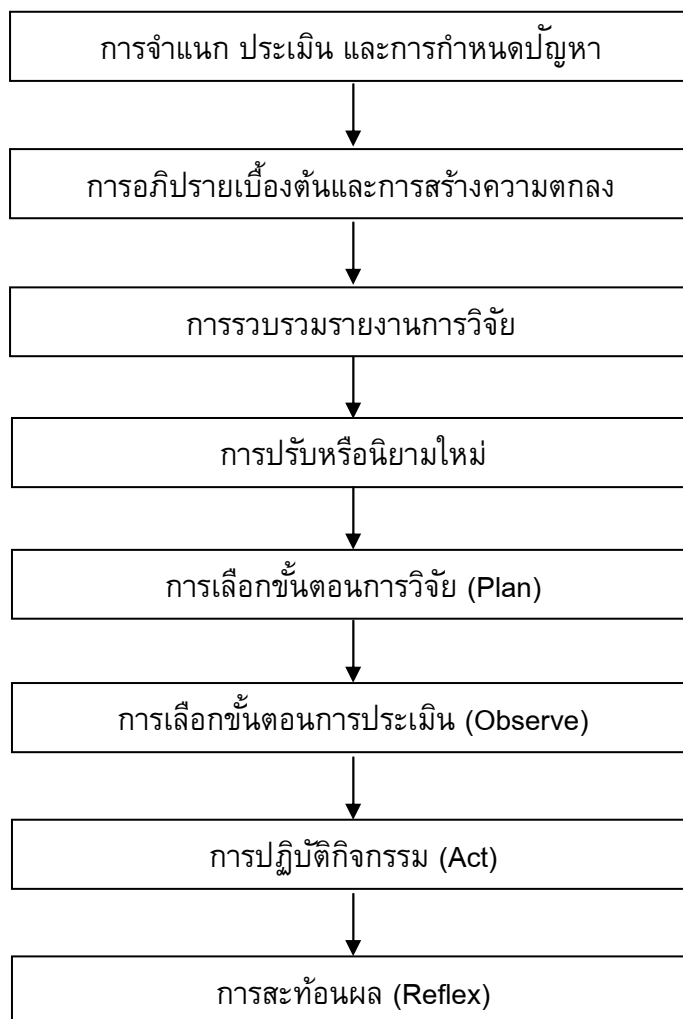 การจำแนก ประเมิน และการกำหนดปัญหา
การอภิปรายเบื้องต้นและการสร้างความตกลง
การรวบรวมรายงานการวิจัย
การปรับหรือนิยามใหม่
การเลือกขั้นตอนการวิจัย (Plan)
การเลือกขั้นตอนการประเมิน (Observe)
การปฏิบัติกิจกรรม (Act)
การสะท้อนผล (Reflex)